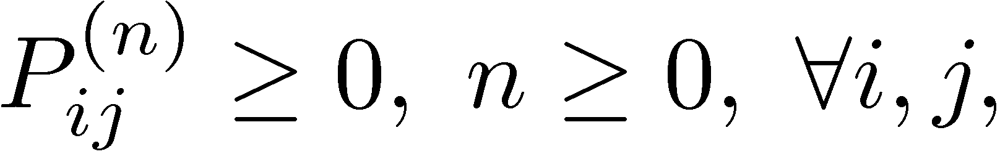 $P_{ij}^{(n)} \geq 0, \; n \geq 0, \; \forall i, j,$